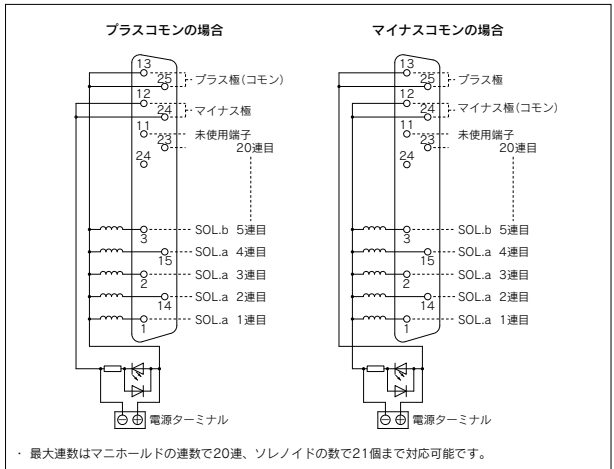 プラスコモンの場合
13
25
プラス極(コモン)
12
24
マイナス極
11
未使用端子
23
20連目
24
SOL.b 5連目
3
SOL.a 4連目
15
SOL.a 3連目
2
SOL.a 2連目
14
SOL.a 1連目
1
⊖ ⊕ 電源ターミナル
マイナスコモンの場合
13
25
プラス極
12
24
マイナス極(コモン)
11
未使用端子
23
20連目
24
SOL.b 5連目
3
SOL.a 4連目
15
SOL.a 3連目
2
SOL.a 2連目
14
SOL.a 1連目
1
⊖ ⊕ 電源ターミナル
・ 最大連数はマニホールドの連数で20連、ソレノイドの数で21個まで対応可能です。